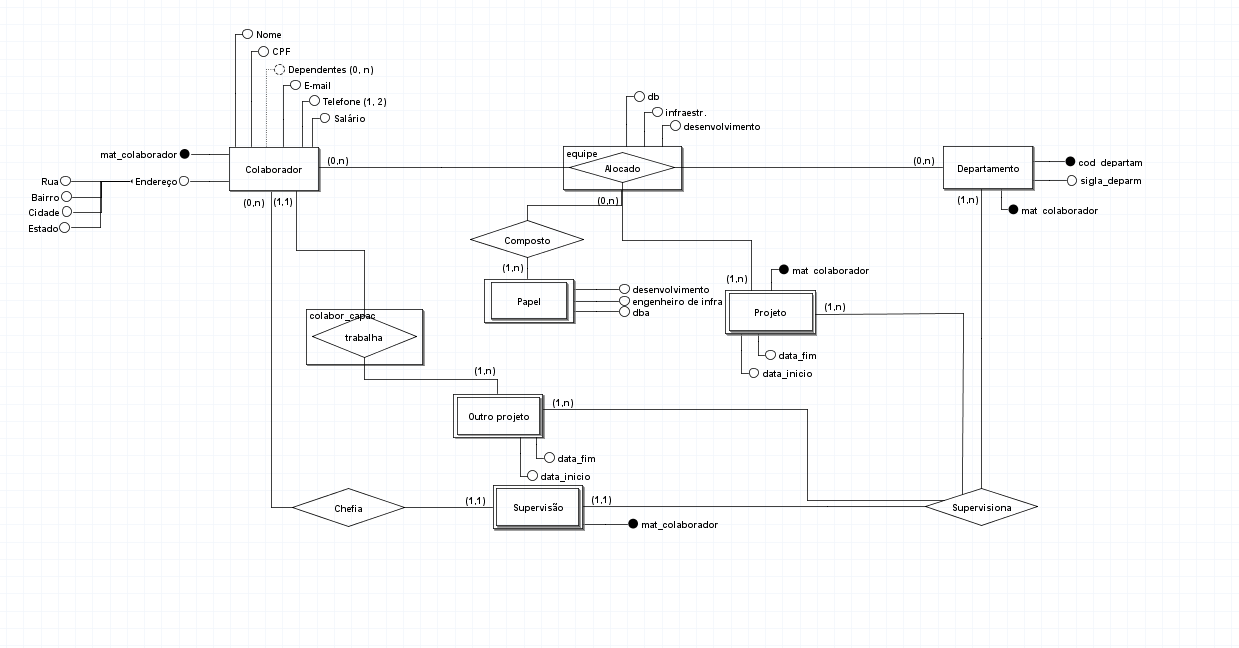 Nome
CPF
Dependentes (0, n)
E-mail
Telefone (1, 2)
Salário
mat_colaborador
Colaborador
(0,n)
Rua
Endereço
Bairro
Cidade
Estado
(0,n)
(1,1)
db
infraestr.
desenvolvimento
equipe
Alocado
(0,n)
(0,n)
Departamento
cod departam
sigla_deparm
mat colaborador
(1,n)
Composto
(1,n)
Papel
desenvolvimento
engenheiro de infra
dba
(1,n)
mat colaborador
Projeto
(1,n)
data_fim
data_inicio
colabor_capac
trabalha
(1,n)
Outro projeto
(1,n)
data_fim
data_inicio
Chefia
(1,1)
Supervisão
(1,1)
mat_colaborador
Supervisiona